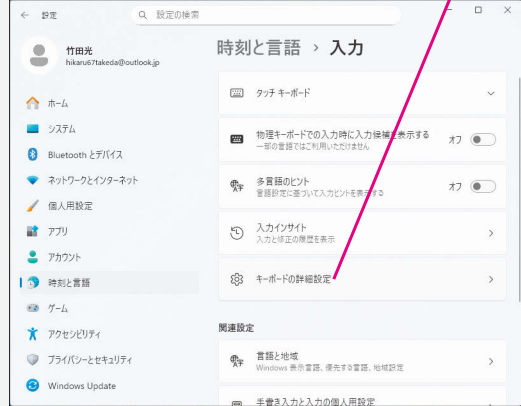 設定
設定の検索
竹田光
hikaru67takeda@outlook.jp
ホーム
システム
Bluetooth とデバイス
ネットワークとインターネット
個人用設定
アプリ
アカウント
時刻と言語
ゲーム
アクセシビリティ
プライバシーとセキュリティ
Windows Update
時刻と言語 › 入力
タッチ キーボード
物理キーボードでの入力時に入力候補を表示する
一部の言語ではご利用いただけません
オフ
多言語のヒント
言語設定に基づいて入力ヒントを表示する
オフ
入力インサイト
入力と修正の履歴を表示
キーボードの詳細設定
関連設定
言語と地域
Windows 表示言語、優先する言語、地域設定
手書き入力と入力の個人用設定